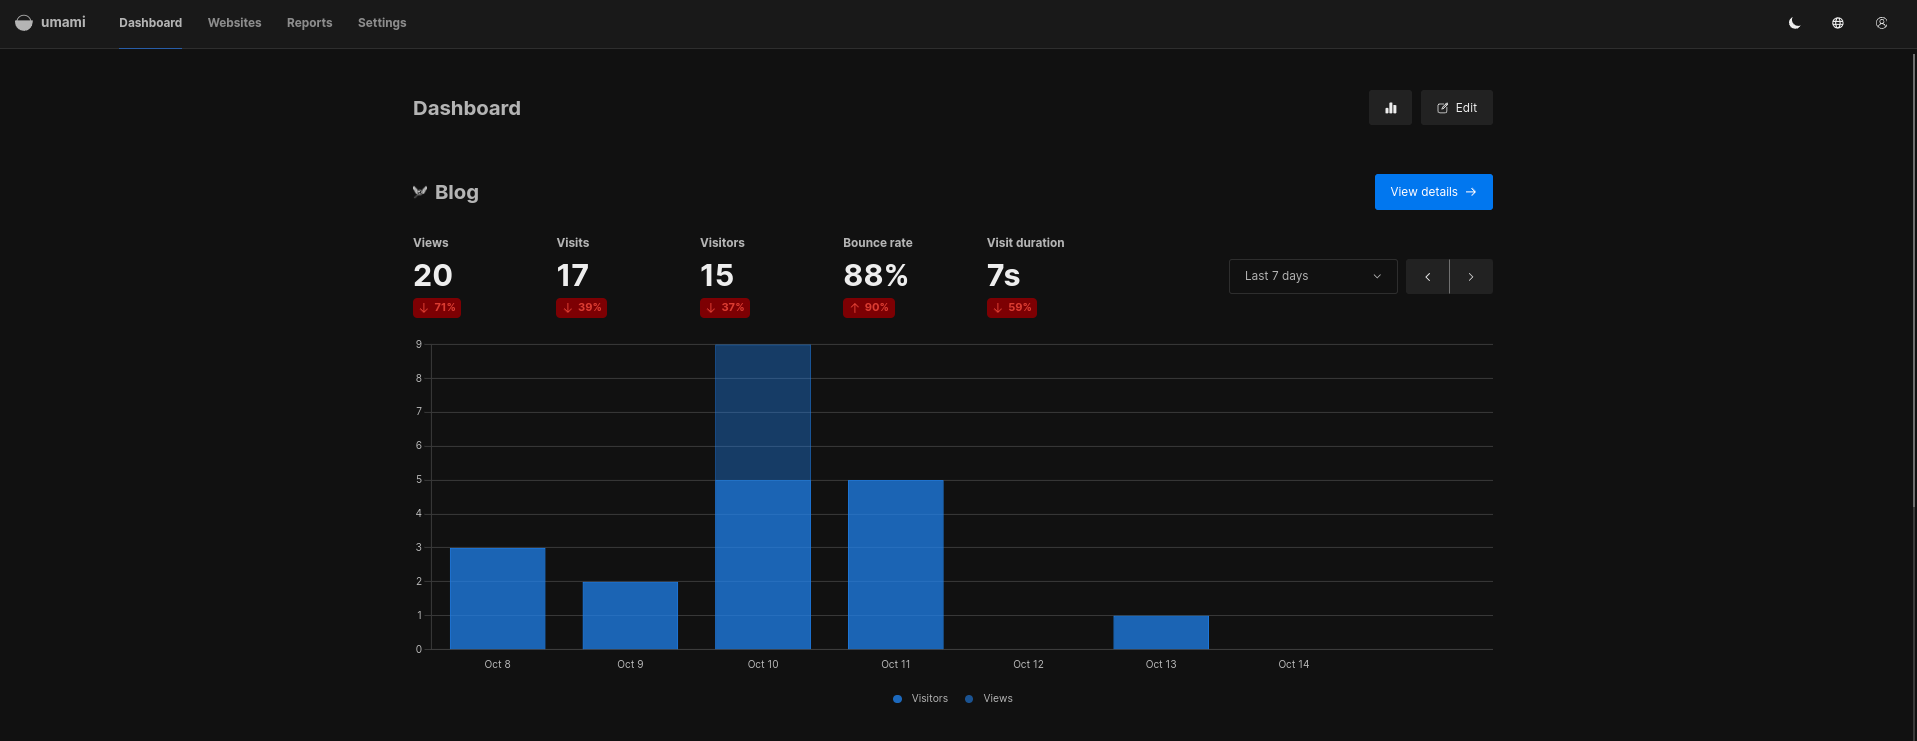 umami Dashboard Websites Reports Settings
Dashboard Edit
Blog View details →
Views Visits Visitors Bounce rate Visit duration
20 17 15 88% 7s Last 7 days
↓ 71% ↓ 39% ↓ 37% ↑ 90% ↓ 59%
9
8
7
6
5
4
3
2
1
0
Oct 8 Oct 9 Oct 10 Oct 11 Oct 12 Oct 13 Oct 14
Visitors Views